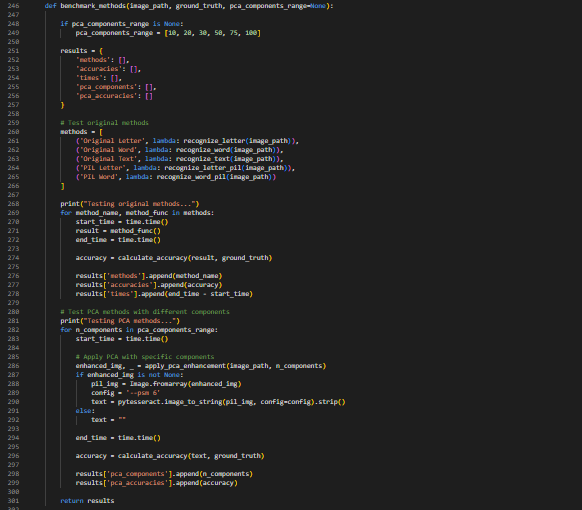 246 def benchmark_methods(image_path, ground_truth, pca_components_range=None):
247
248 if pca_components_range is None:
249 pca_components_range = [10, 20, 30, 50, 75, 100]
250
251 results = {
252 'methods': [],
253 'accuracies': [],
254 'times': [],
255 'pca_components': [],
256 'pca_accuracies': []
257 }
258
259 # Test original methods
260 methods = [
261 ('Original Letter', lambda: recognize_letter(image_path)),
262 ('Original Word', lambda: recognize_word(image_path)),
263 ('Original Text', lambda: recognize_text(image_path)),
264 ('PIL Letter', lambda: recognize_letter_pil(image_path)),
265 ('PIL Word', lambda: recognize_word_pil(image_path))
266 ]
267
268 print("Testing original methods...")
269 for method_name, method_func in methods:
270 start_time = time.time()
271 result = method_func()
272 end_time = time.time()
273
274 accuracy = calculate_accuracy(result, ground_truth)
275
276 results['methods'].append(method_name)
277 results['accuracies'].append(accuracy)
278 results['times'].append(end_time - start_time)
279
280 # Test PCA methods with different components
281 print("Testing PCA methods...")
282 for n_components in pca_components_range:
283 start_time = time.time()
284
285 # Apply PCA with specific components
286 enhanced_img, _ = apply_pca_enhancement(image_path, n_components)
287 if enhanced_img is not None:
288 pil_img = Image.fromarray(enhanced_img)
289 config = '--psm 6'
290 text = pytesseract.image_to_string(pil_img, config=config).strip()
291 else:
292 text = ""
293
294 end_time = time.time()
295
296 accuracy = calculate_accuracy(text, ground_truth)
297
298 results['pca_components'].append(n_components)
299 results['pca_accuracies'].append(accuracy)
300
301 return results
302